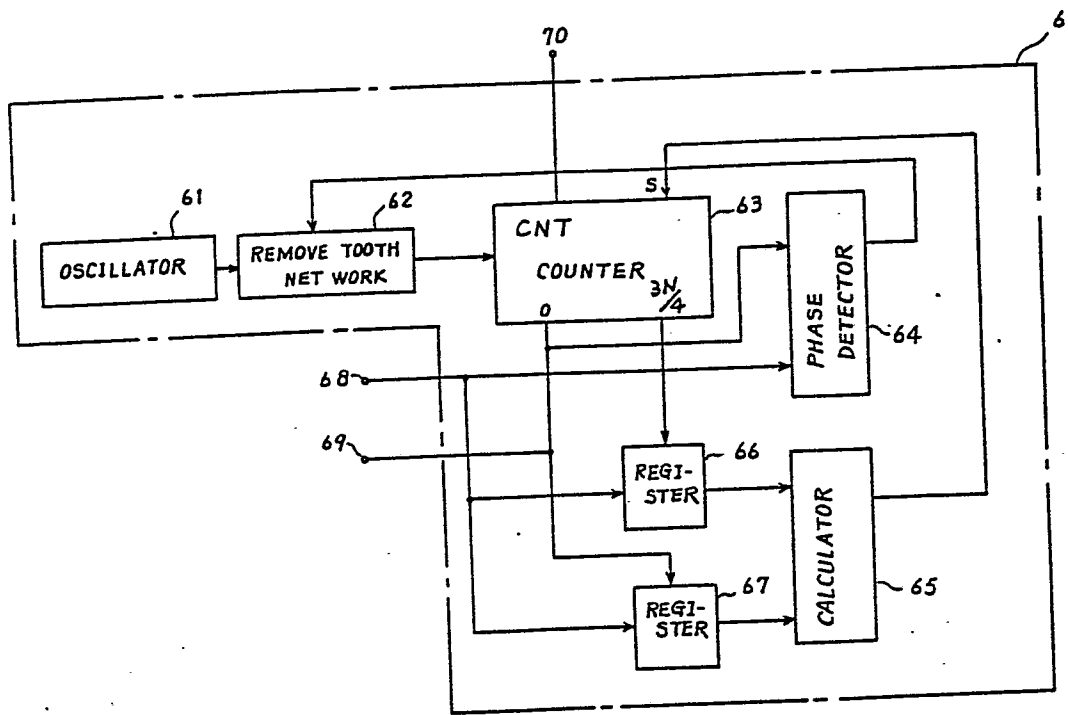 70
6
61
OSCILLATOR
62
REMOVE TOOTH
NET WORK
S
63
CNT
COUNTER
0
3N/4
PHASE
DETECTOR
64
68
69
66
REGI-
STER
67
REGI-
STER
CALCULATOR
65